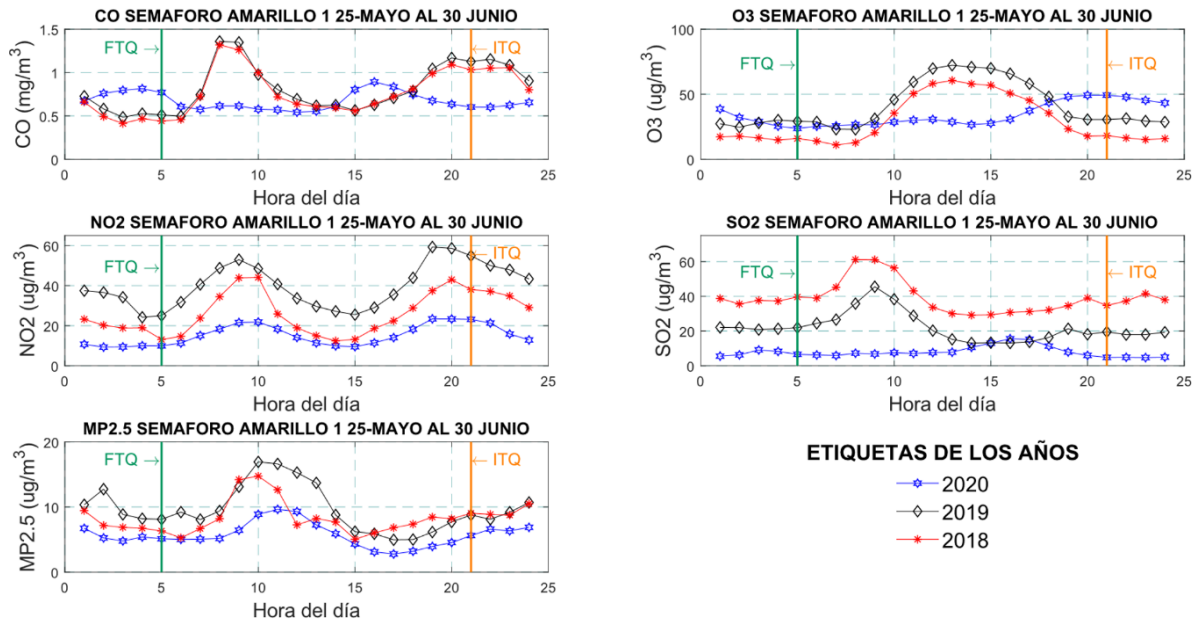 CO SEMAFORO AMARILLO 1 25-MAYO AL 30 JUNIO
CO (mg/m³)
1.5
1
0.5
0
FTQ →
← ITQ
0 5 10 15 20 25
Hora del día
O3 SEMAFORO AMARILLO 1 25-MAYO AL 30 JUNIO
O3 (ug/m³)
100
50
0
FTQ →
← ITQ
0 5 10 15 20 25
Hora del día
NO2 SEMAFORO AMARILLO 1 25-MAYO AL 30 JUNIO
NO2 (ug/m³)
60
40
20
0
FTQ →
← ITQ
0 5 10 15 20 25
Hora del día
SO2 SEMAFORO AMARILLO 1 25-MAYO AL 30 JUNIO
SO2 (ug/m³)
60
40
20
0
FTQ →
← ITQ
0 5 10 15 20 25
Hora del día
MP2.5 SEMAFORO AMARILLO 1 25-MAYO AL 30 JUNIO
MP2.5 (ug/m³)
20
10
0
FTQ →
← ITQ
0 5 10 15 20 25
Hora del día
ETIQUETAS DE LOS AÑOS
2020
2019
2018